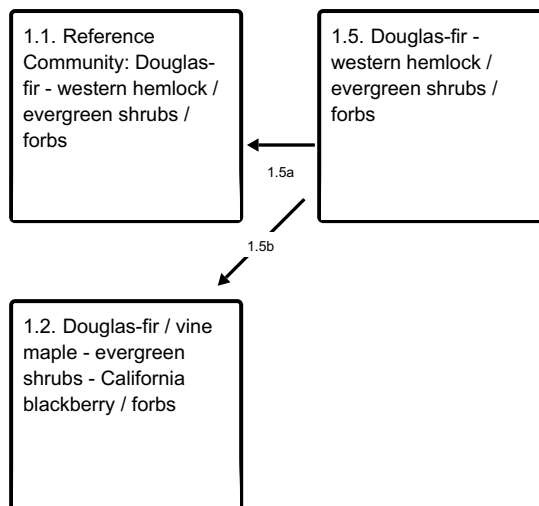 1.1. Reference
Community: Douglas-
fir - western hemlock /
evergreen shrubs /
forbs
1.5. Douglas-fir -
western hemlock /
evergreen shrubs /
forbs
1.5a
1.5b
1.2. Douglas-fir / vine
maple - evergreen
shrubs - California
blackberry / forbs